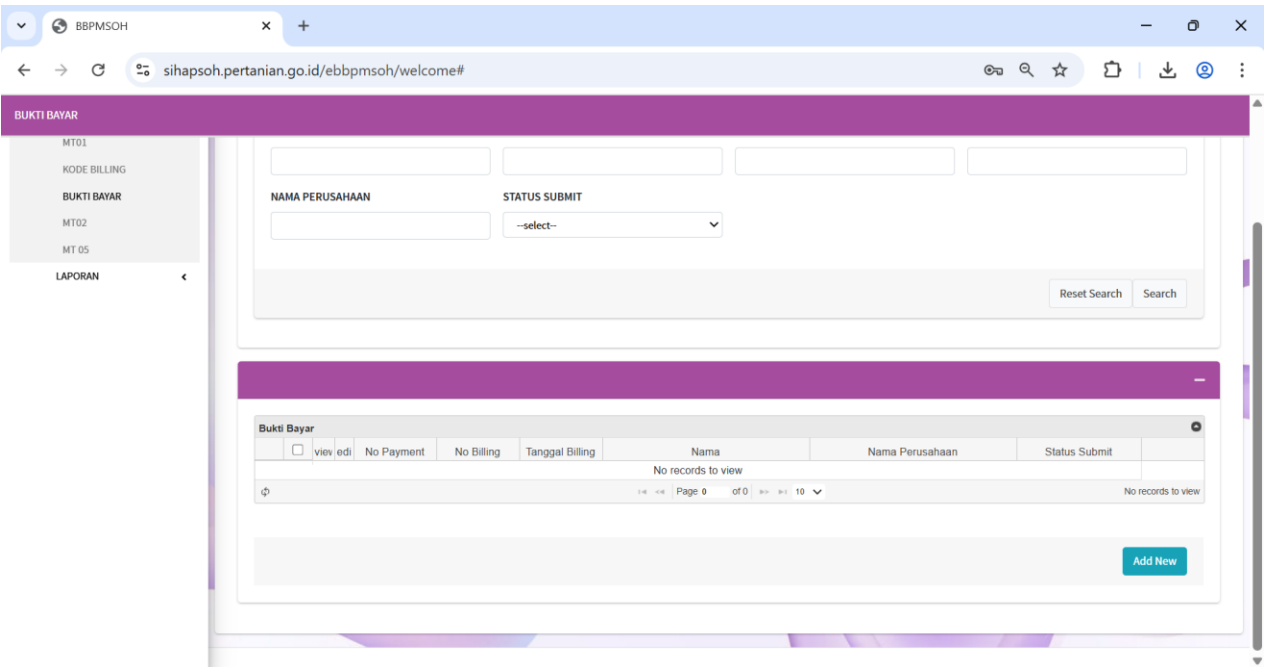 BBPMSOH
sihapsoh.pertanian.go.id/ebbpmsoh/welcome#
BUKTI BAYAR
MT01
KODE BILLING
BUKTI BAYAR
MT02
MT 05
LAPORAN
NAMA PERUSAHAAN STATUS SUBMIT
--select--
Reset Search Search
Bukti Bayar
view edi No Payment No Billing Tanggal Billing Nama Nama Perusahaan Status Submit
No records to view
Page 0 of 0 10 No records to view
Add New